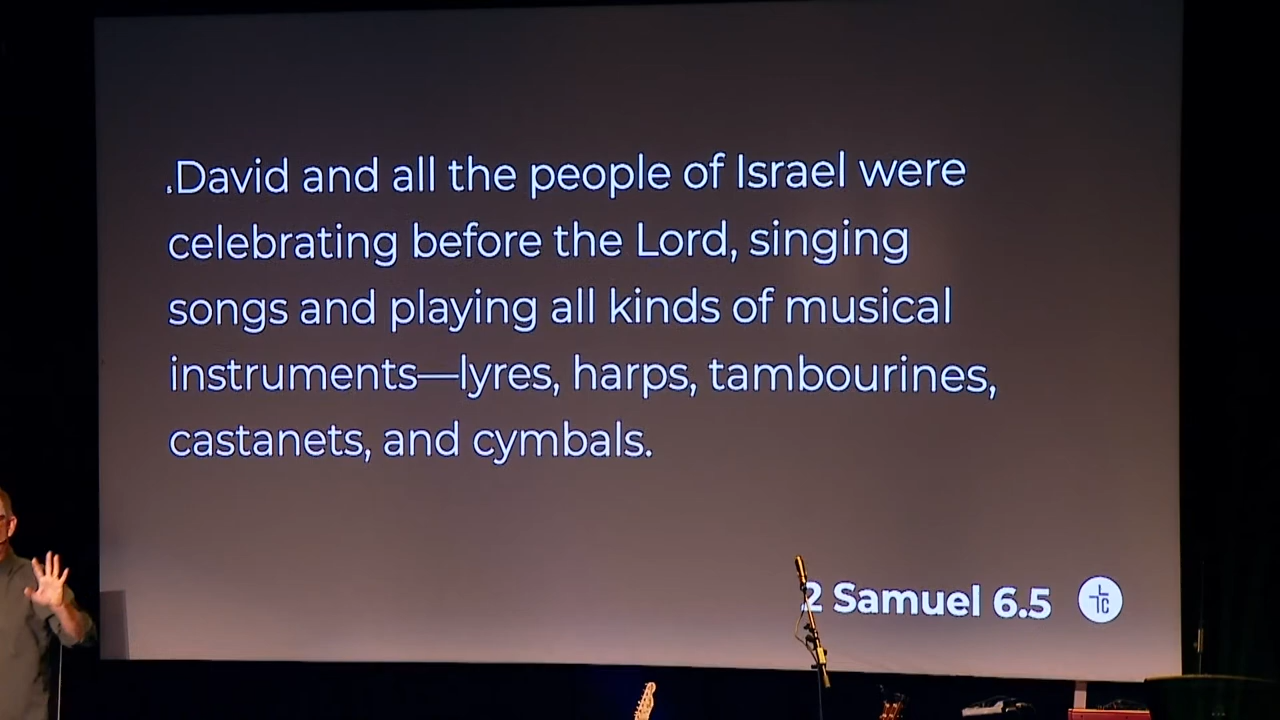 .David and all the people of Israel were
celebrating before the Lord, singing
songs and playing all kinds of musical
instruments—lyres, harps, tambourines,
castanets, and cymbals.
2 Samuel 6.5
LTC